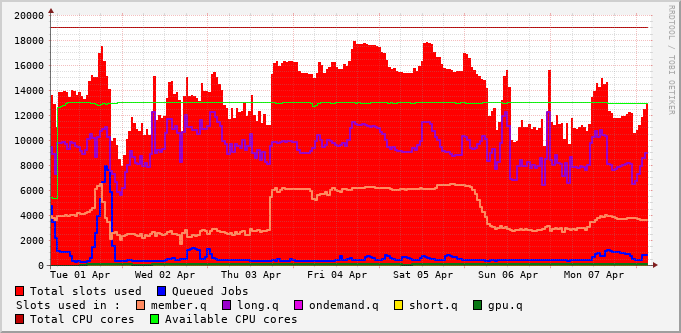 20000
18000
16000
14000
12000
10000
8000
6000
4000
2000
0
Tue 01 Apr Wed 02 Apr Thu 03 Apr Fri 04 Apr Sat 05 Apr Sun 06 Apr Mon 07 Apr
Total slots used Queued Jobs
Slots used in : member.q long.q ondemand.q short.q gpu.q
Total CPU cores Available CPU cores
RRDTOOL / TOBI OETIKER